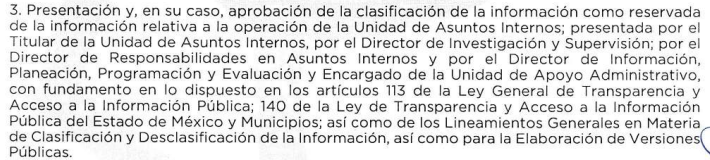 3. Presentación y, en su caso, aprobación de la clasificación de la información como reservada
de la información relativa a la operación de la Unidad de Asuntos Internos; presentada por el
Titular de la Unidad de Asuntos Internos, por el Director de Investigación y Supervisión; por el
Director de Responsabilidades en Asuntos Internos y por el Director de Información,
Planeación, Programación y Evaluación y Encargado de la Unidad de Apoyo Administrativo,
con fundamento en lo dispuesto en los artículos 113 de la Ley General de Transparencia y
Acceso a la Información Pública; 140 de la Ley de Transparencia y Acceso a la Información
Pública del Estado de México y Municipios; así como de los Lineamientos Generales en Materia
de Clasificación y Desclasificación de la Información, así como para la Elaboración de Versiones
Públicas.